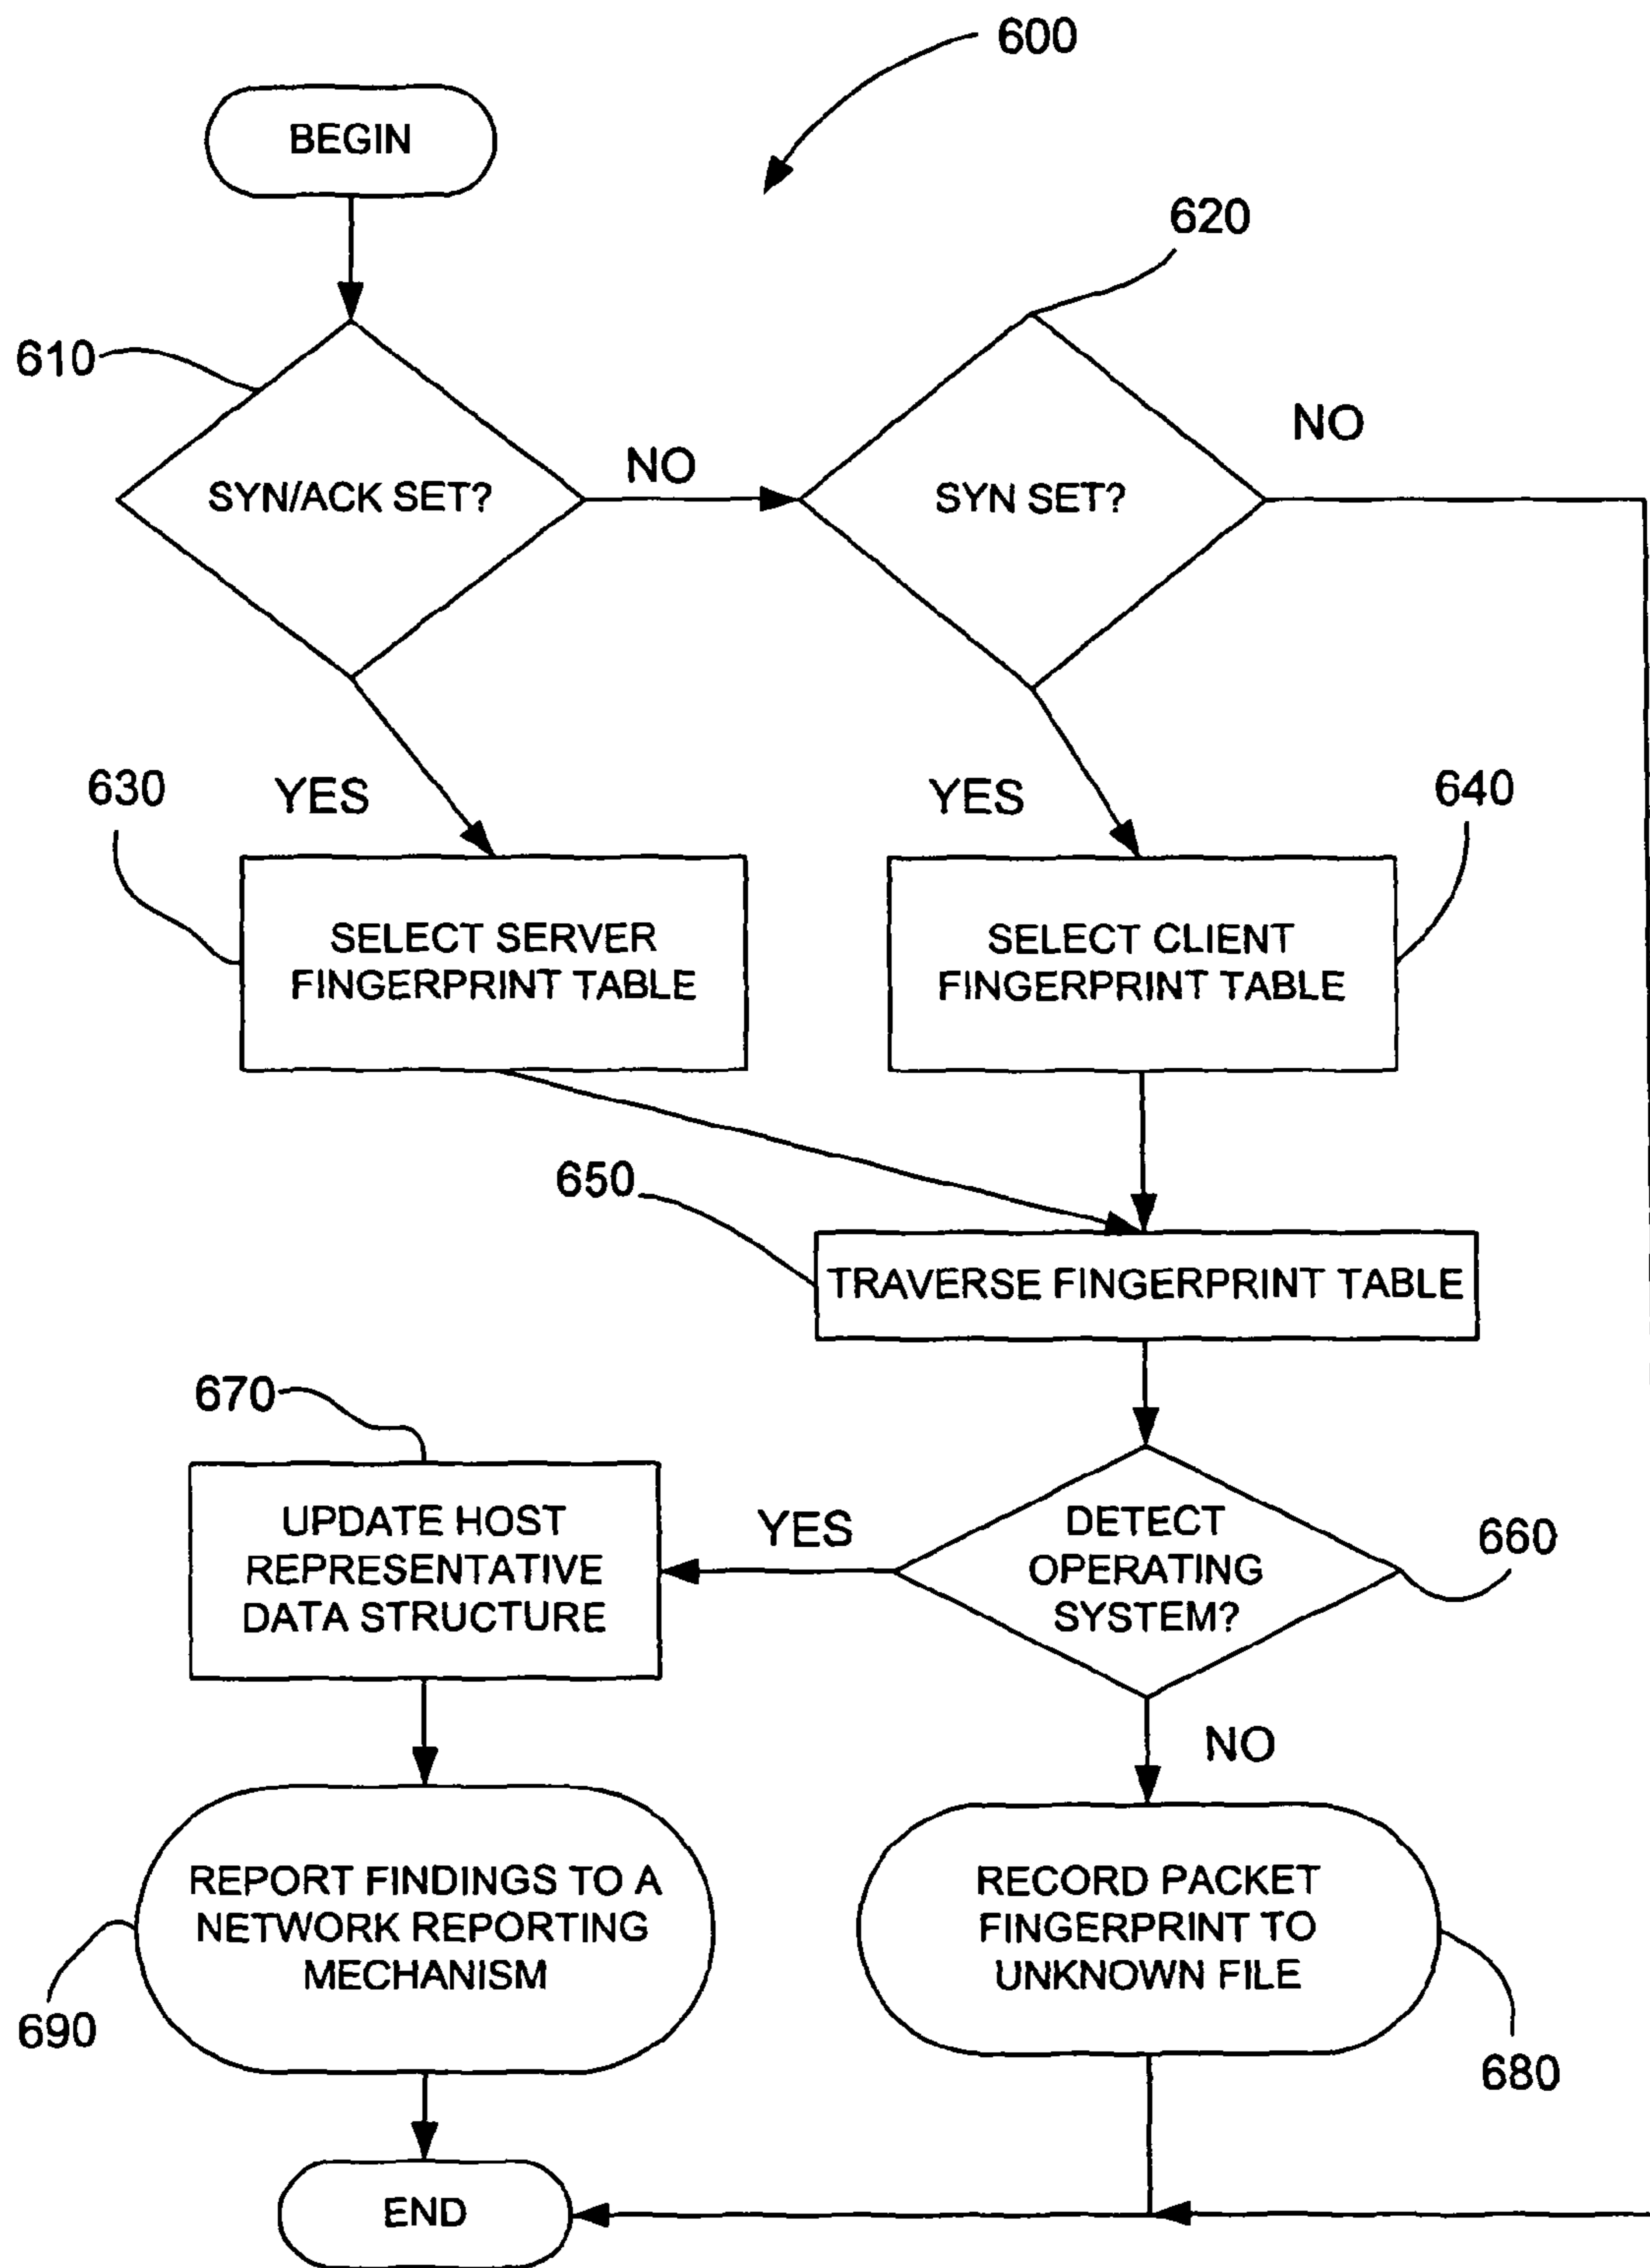 600
BEGIN
620
610
SYN/ACK SET?
NO
SYN SET?
NO
630
YES
YES
640
SELECT SERVER
FINGERPRINT TABLE
SELECT CLIENT
FINGERPRINT TABLE
650
TRAVERSE FINGERPRINT TABLE
670
UPDATE HOST
REPRESENTATIVE
DATA STRUCTURE
YES
DETECT
OPERATING
SYSTEM?
660
NO
REPORT FINDINGS TO A
NETWORK REPORTING
MECHANISM
RECORD PACKET
FINGERPRINT TO
UNKNOWN FILE
690
680
END